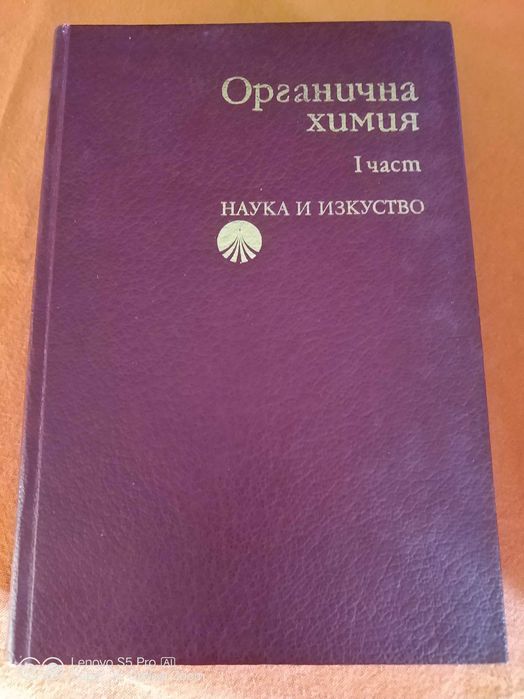 Органична
химия
I част
НАУКА И ИЗКУСТВО
Lenovo S5 Pro AI